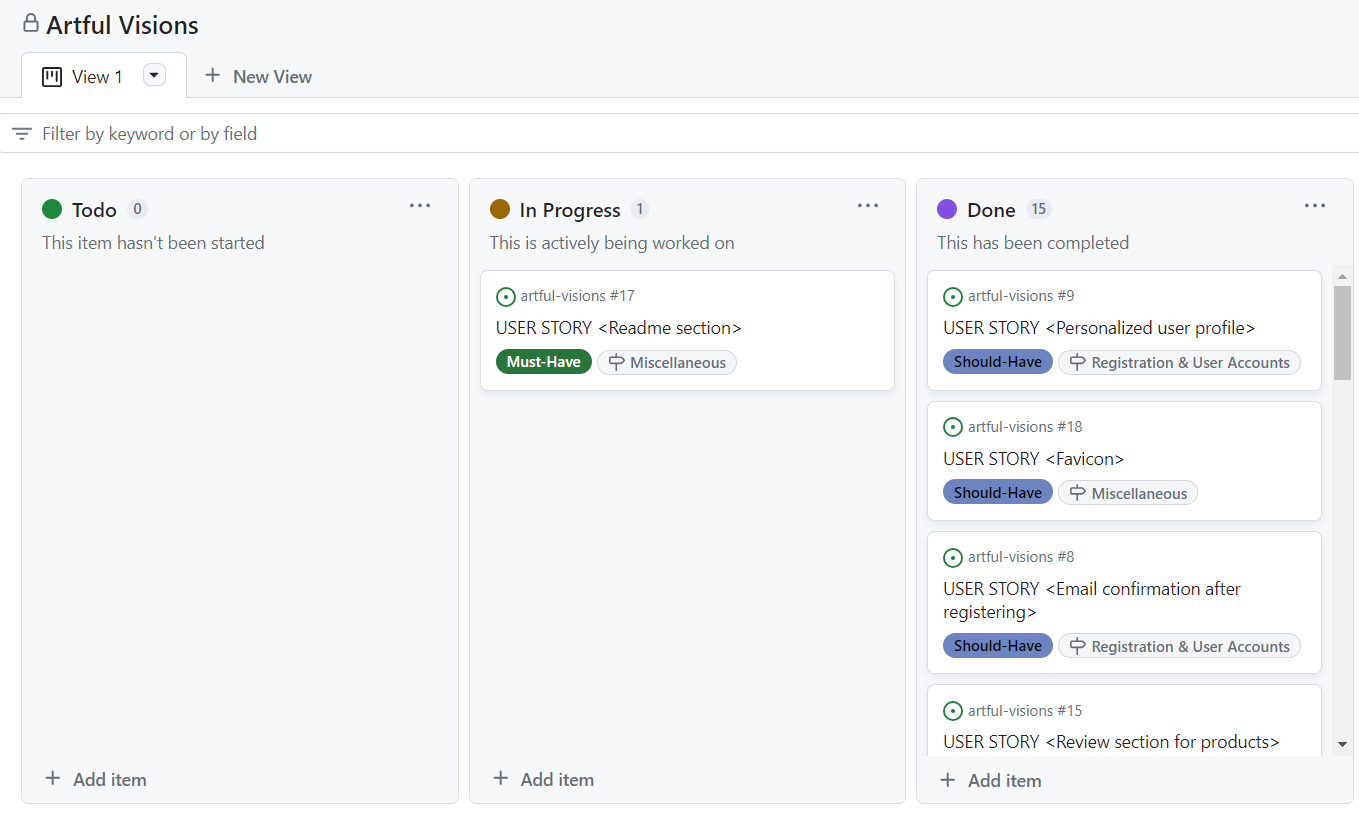 Artful Visions
View 1
New View
Filter by keyword or by field
Todo 0
This item hasn't been started
Add item
In Progress 1
This is actively being worked on
artful-visions #17
USER STORY <Readme section>
Must-Have Miscellaneous
Add item
Done 15
This has been completed
artful-visions #9
USER STORY <Personalized user profile>
Should-Have Registration & User Accounts
artful-visions #18
USER STORY <Favicon>
Should-Have Miscellaneous
artful-visions #8
USER STORY <Email confirmation after
registering>
Should-Have Registration & User Accounts
artful-visions #15
USER STORY <Review section for products>
Add item